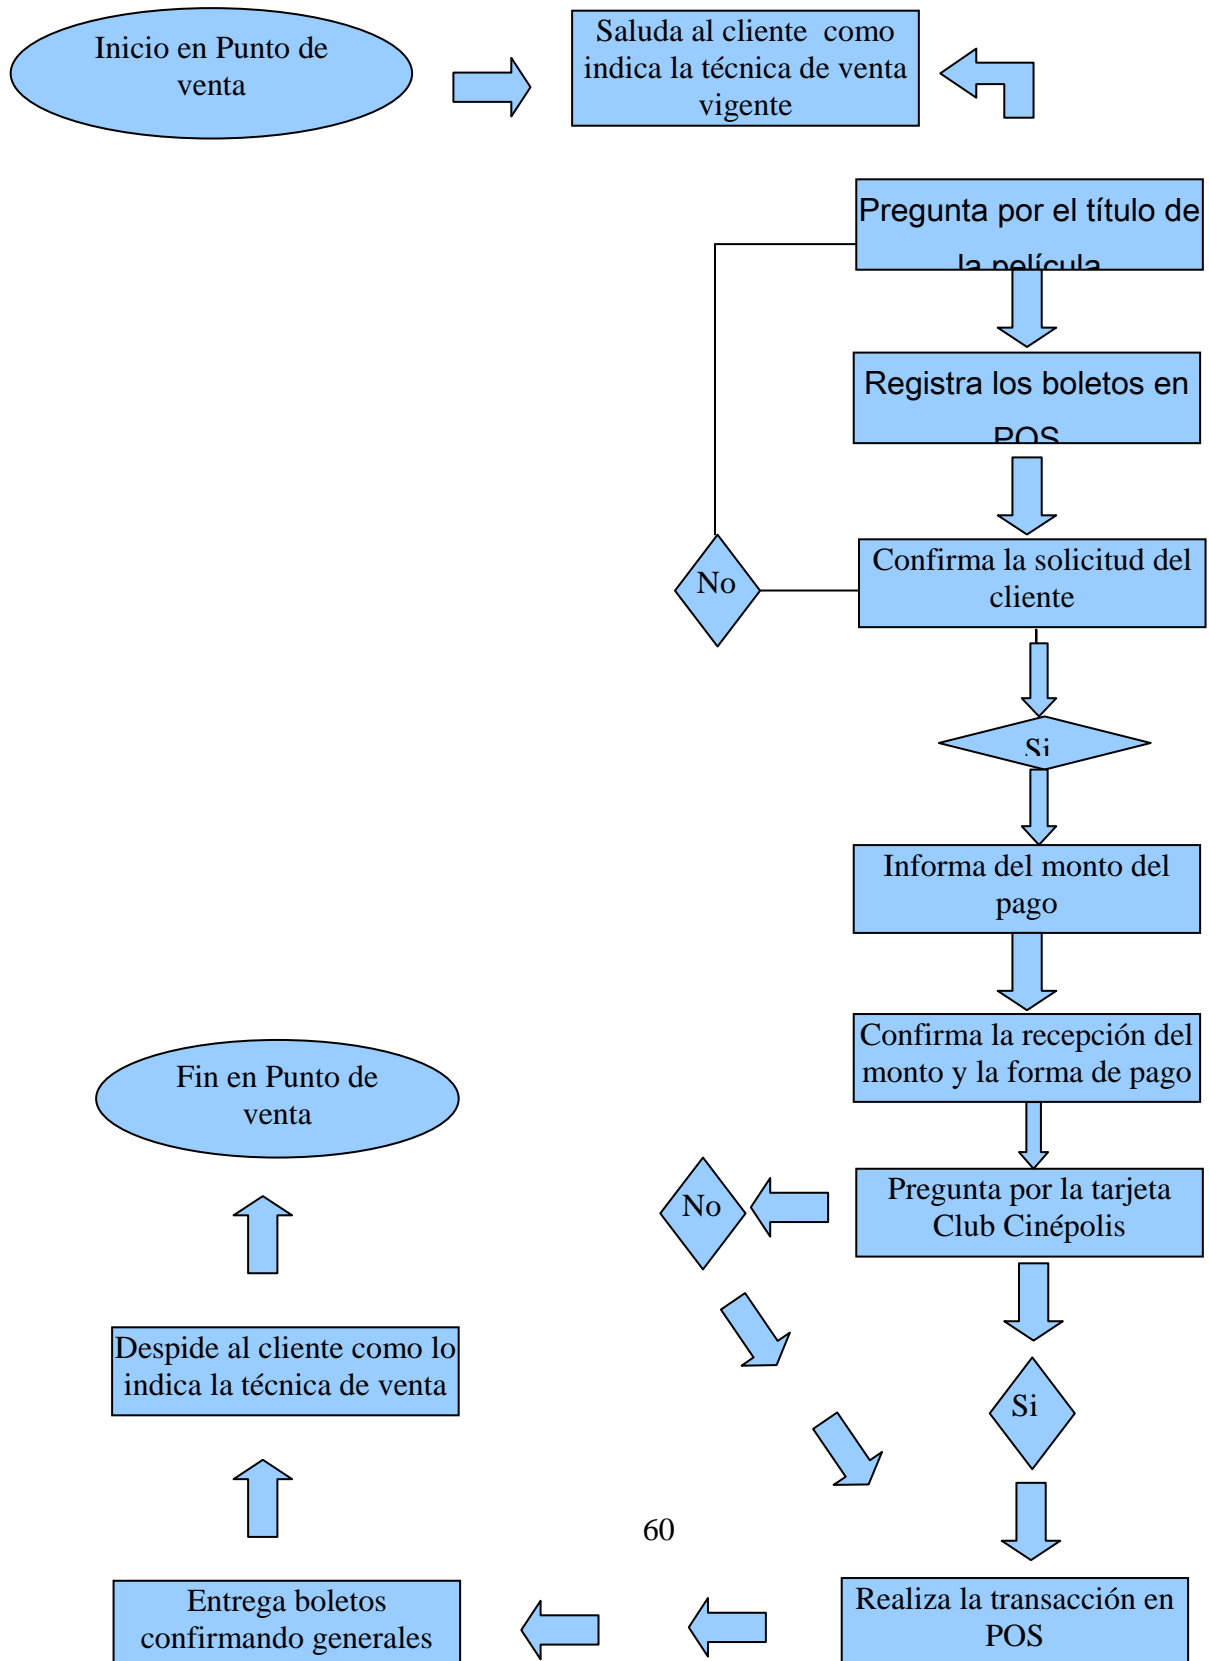 Inicio en Punto de
venta
Saluda al cliente como
indica la técnica de venta
vigente
Pregunta por el título de
la película
Registra los boletos en
POS
No
Confirma la solicitud del
cliente
Si
Informa del monto del
pago
Confirma la recepción del
monto y la forma de pago
Fin en Punto de
venta
No
Pregunta por la tarjeta
Club Cinépolis
Despide al cliente como lo
indica la técnica de venta
Si
60
Entrega boletos
confirmando generales
Realiza la transacción en
POS